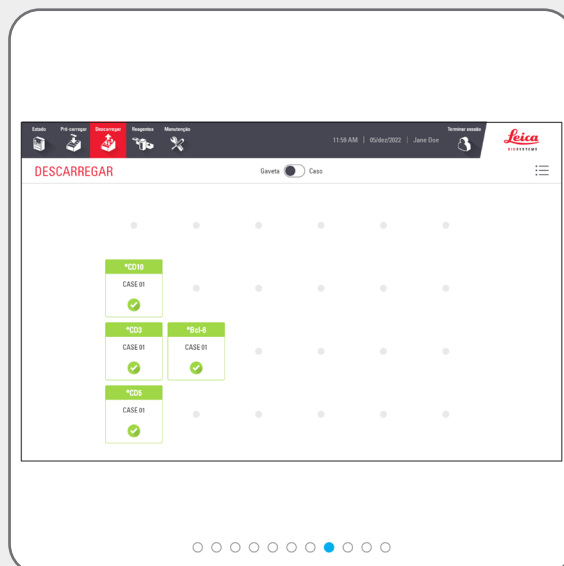 Estado Pré-carregar Descarregar Reagentes Manutenção Terminar sessão
11:58 AM | 05/dez/2022 | Jane Doe
Leica
BIOSYSTEMS
DESCARREGAR Gaveta Caso
*CD10
CASE 01
*CD3 *Bcl-6
CASE 01 CASE 01
*CD5
CASE 01